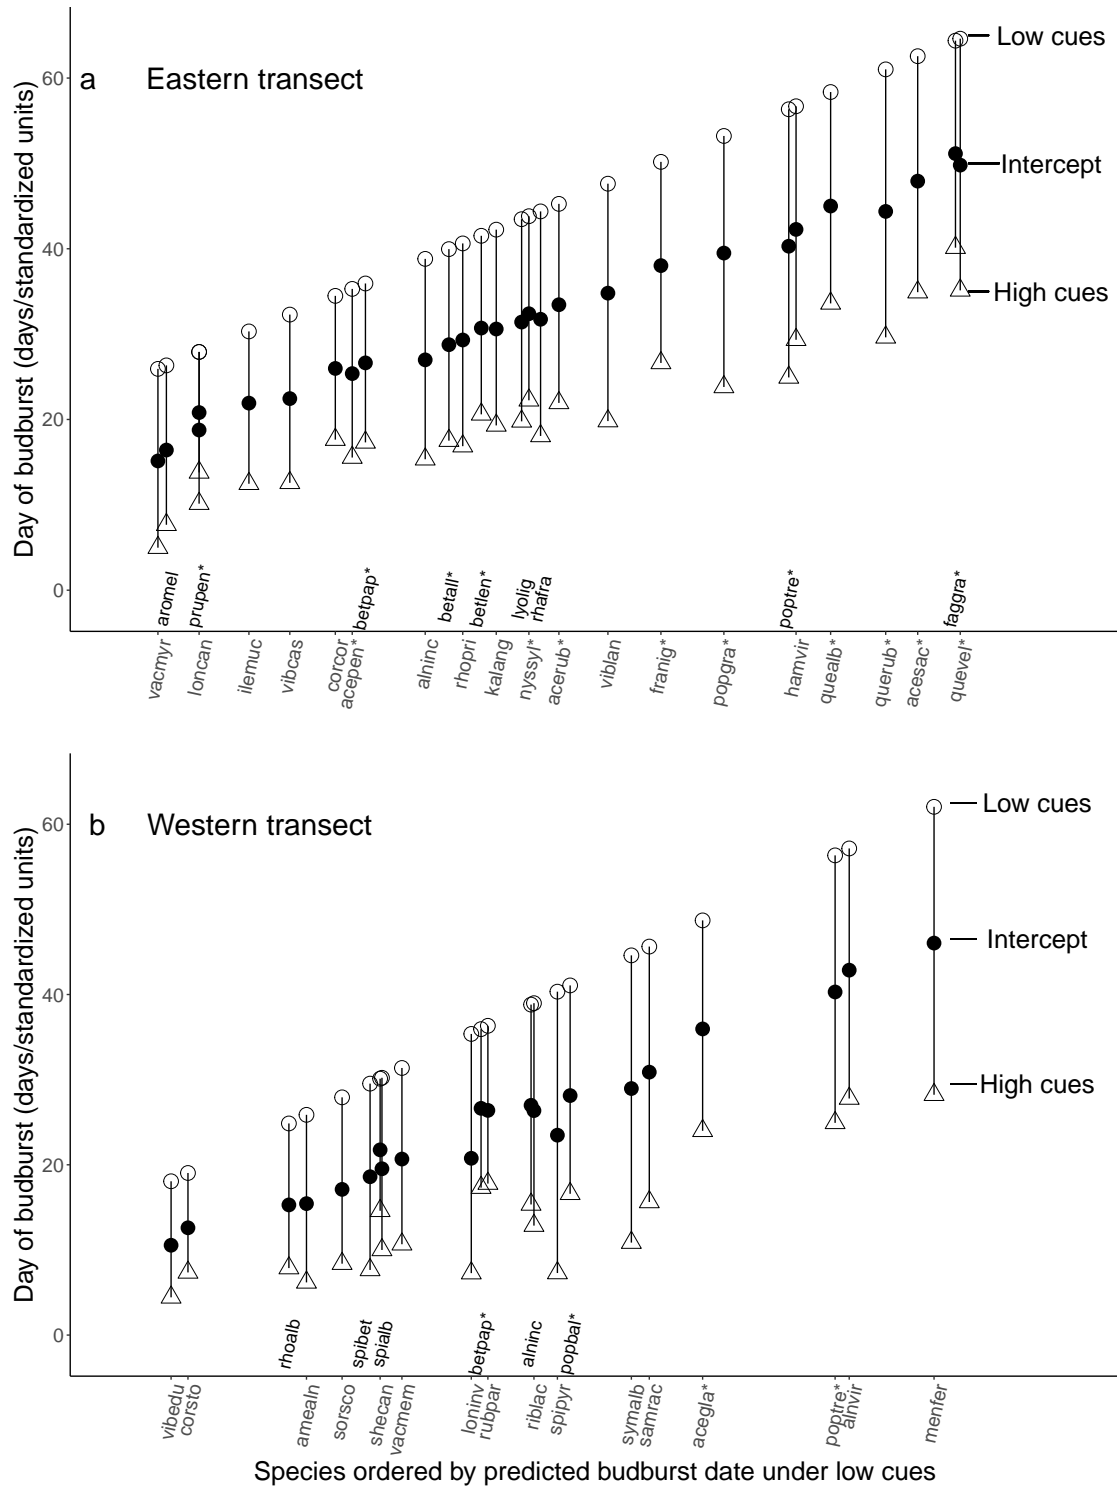 a Eastern transect
Low cues
Intercept
High cues
Day of budburst (days/standardized units)
60
40
20
0
aromel
prupen*
betpap*
betall*
betlen*
lyolig
rhafra
poptre*
faggra*
vacmyr
loncan
ilemuc
vibcas
corcor
acepen*
alninc
rhopri
kalang
nyssyl*
acerub*
viblan
franig*
popgra*
hamvir
quealb*
querub*
acesac*
quevel*
b Western transect
Low cues
Intercept
High cues
Day of budburst (days/standardized units)
60
40
20
0
rhoalb
spibet
spialb
betpap*
alninc
popbal*
vibedu
corsto
amealn
sorsco
shecan
vacmem
loninv
rubpar
riblac
spipyr
symalb
samrac
acegla*
poptre*
alnvir
menfer
Species ordered by predicted budburst date under low cues